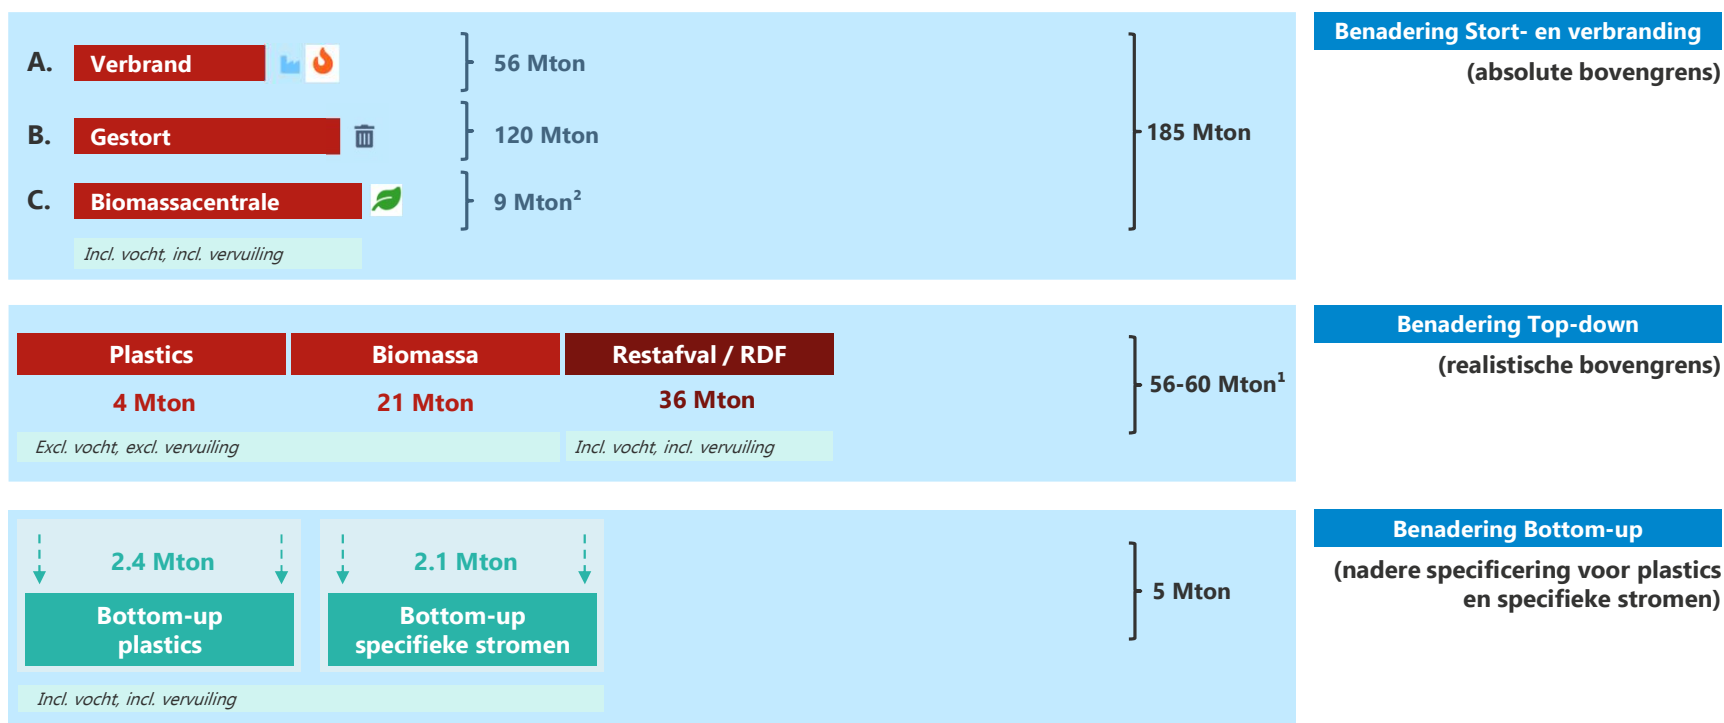 A.
Verbrand
56 Mton
B.
Gestort
120 Mton
C.
Biomassacentrale
9 Mton²
Incl. vocht, incl. vervuiling
185 Mton
Benadering Stort- en verbranding
(absolute bovengrens)
Plastics
Biomassa
Restafval / RDF
4 Mton
21 Mton
36 Mton
Excl. vocht, excl. vervuiling
Incl. vocht, incl. vervuiling
56-60 Mton¹
Benadering Top-down
(realistische bovengrens)
2.4 Mton
Bottom-up
plastics
2.1 Mton
Bottom-up
specifieke stromen
Incl. vocht, incl. vervuiling
5 Mton
Benadering Bottom-up
(nadere specificering voor plastics
en specifieke stromen)